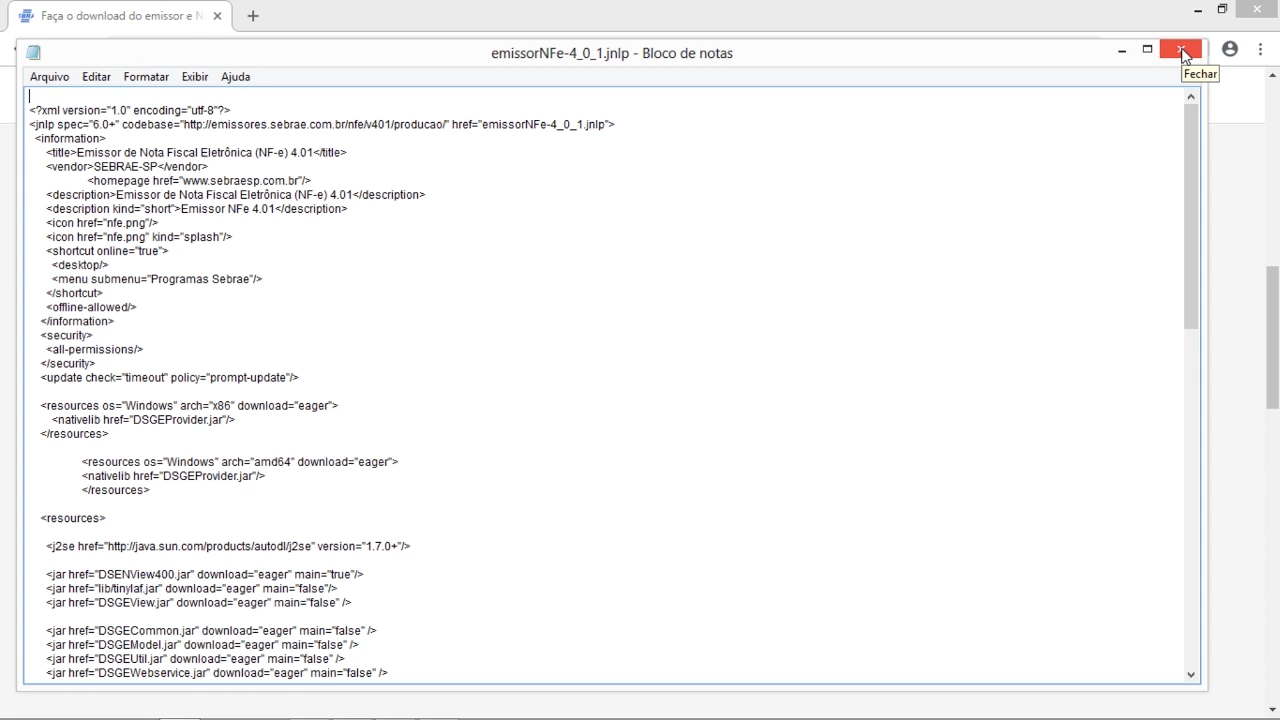 Faça o download do emissor e N
emissorNFe-4_0_1.jnlp - Bloco de notas
Arquivo Editar Formatar Exibir Ajuda
Fechar
<?xml version="1.0" encoding="utf-8"?>
<jnlp spec="6.0+" codebase="http://emissores.sebrae.com.br/nfe/v401/producao/" href="emissorNFe-4_0_1.jnlp">
<information>
<title>Emissor de Nota Fiscal Eletrônica (NF-e) 4.01</title>
<vendor>SEBRAE-SP</vendor>
<homepage href="www.sebraesp.com.br"/>
<description>Emissor de Nota Fiscal Eletrônica (NF-e) 4.01</description>
<description kind="short">Emissor NFe 4.01</description>
<icon href="nfe.png"/>
<icon href="nfe.png" kind="splash"/>
<shortcut online="true">
<desktop/>
<menu submenu="Programas Sebrae"/>
</shortcut>
<offline-allowed/>
</information>
<security>
<all-permissions/>
</security>
<update check="timeout" policy="prompt-update"/>
<resources os="Windows" arch="x86" download="eager">
<nativelib href="DSGEProvider.jar"/>
</resources>
<resources os="Windows" arch="amd64" download="eager">
<nativelib href="DSGEProvider.jar"/>
</resources>
<resources>
<j2se href="http://java.sun.com/products/autodl/j2se" version="1.7.0+"/>
<jar href="DSENView400.jar" download="eager" main="true"/>
<jar href="lib/tinylaf.jar" download="eager" main="false"/>
<jar href="DSGEView.jar" download="eager" main="false" />
<jar href="DSGECommon.jar" download="eager" main="false" />
<jar href="DSGEModel.jar" download="eager" main="false" />
<jar href="DSGEUtil.jar" download="eager" main="false" />
<jar href="DSGEWebservice.jar" download="eager" main="false" />